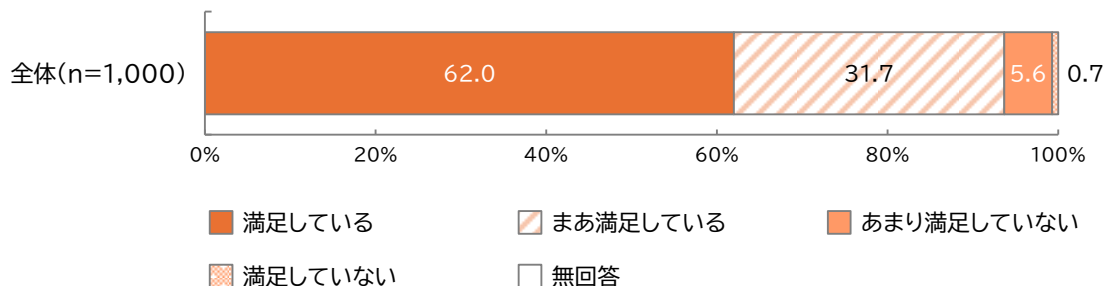 全体(n=1,000) 62.0 31.7 5.6 0.7
0% 20% 40% 60% 80% 100%
満足している まあ満足している あまり満足していない
満足していない 無回答